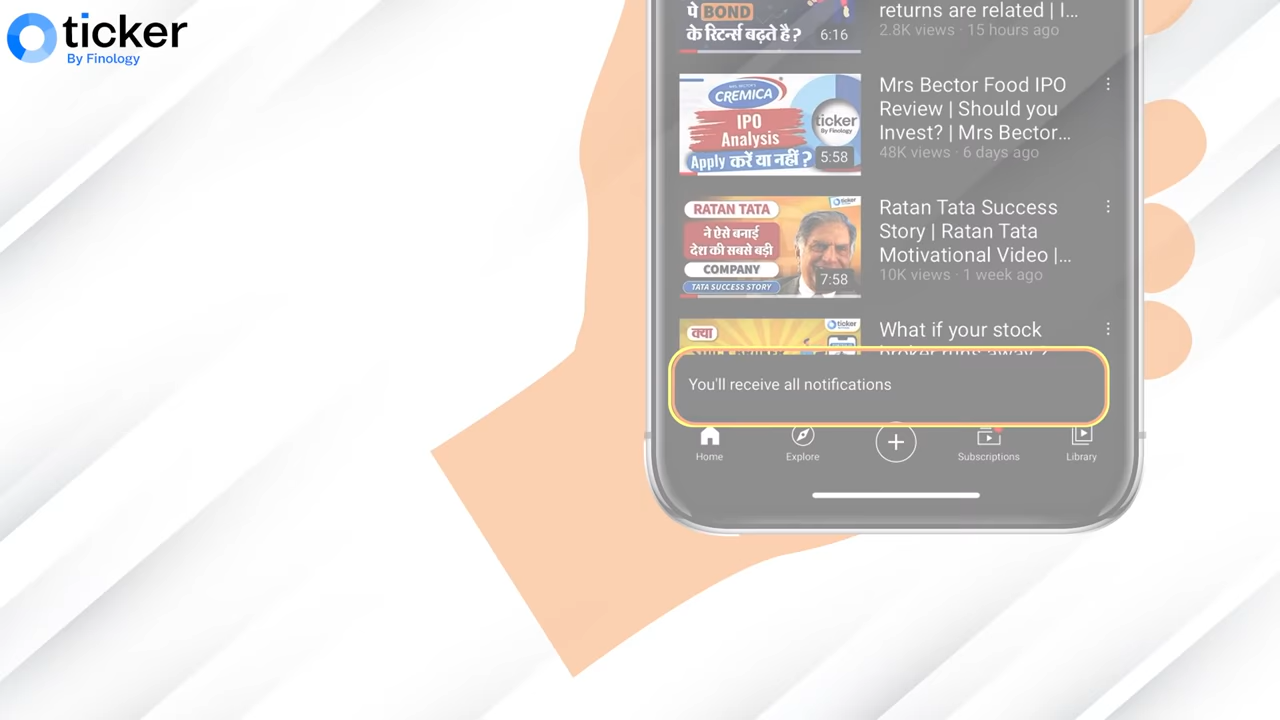 ticker
By Finology
पे BOND
के रिटर्न्स बढ़ते है?
6:16
returns are related | I...
2.8K views · 15 hours ago
CREMICA
IPO
Analysis
Apply करें या नहीं ?
ticker
By Finology
5:58
Mrs Bector Food IPO
Review | Should you
Invest? | Mrs Bector...
48K views · 6 days ago
RATAN TATA
ने ऐसे बनाई
देश की सबसे बड़ी
COMPANY
TATA SUCCESS STORY
ticker
7:58
Ratan Tata Success
Story | Ratan Tata
Motivational Video |...
10K views · 1 week ago
क्या
ticker
What if your stock
broker runs away ?
You'll receive all notifications
Home
Explore
Subscriptions
Library